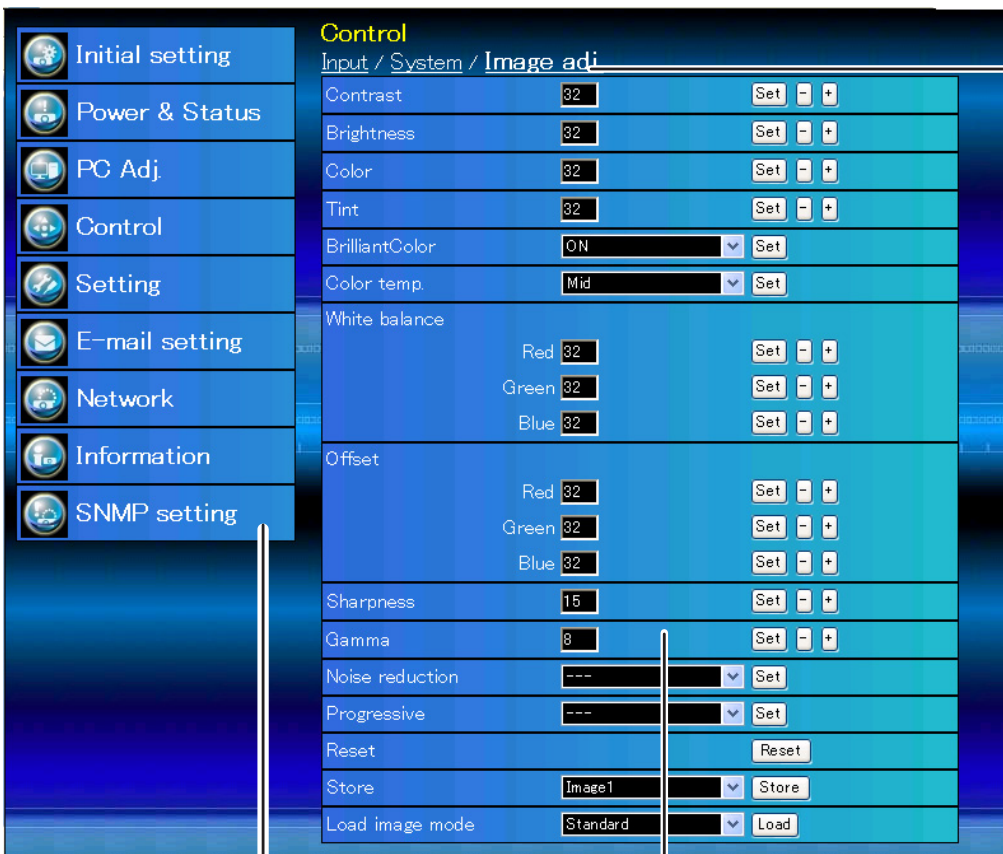 Initial setting
Power & Status
PC Adj.
Control
Setting
E-mail setting
Network
Information
SNMP setting
Control
Input / System / Image adj
Contrast 32 Set - +
Brightness 32 Set - +
Color 32 Set - +
Tint 32 Set - +
BrilliantColor ON Set
Color temp. Mid Set
White balance
Red 32 Set - +
Green 32 Set - +
Blue 32 Set - +
Offset
Red 32 Set - +
Green 32 Set - +
Blue 32 Set - +
Sharpness 15 Set - +
Gamma 8 Set - +
Noise reduction --- Set
Progressive --- Set
Reset Reset
Store Image1 Store
Load image mode Standard Load